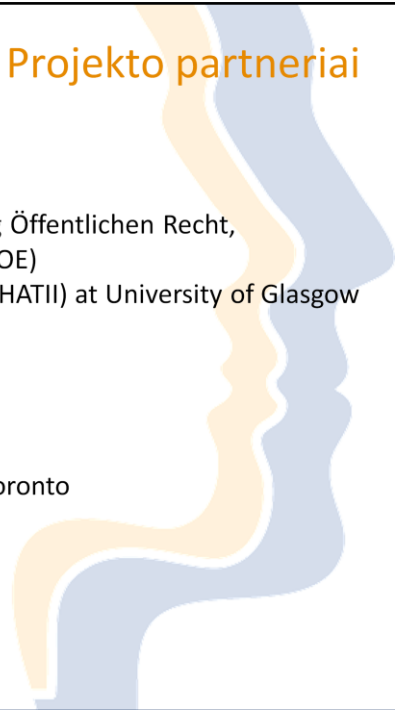 Projekto partneriai
Öffentlichen Recht,
OE)
HATII) at University of Glasgow
oronto